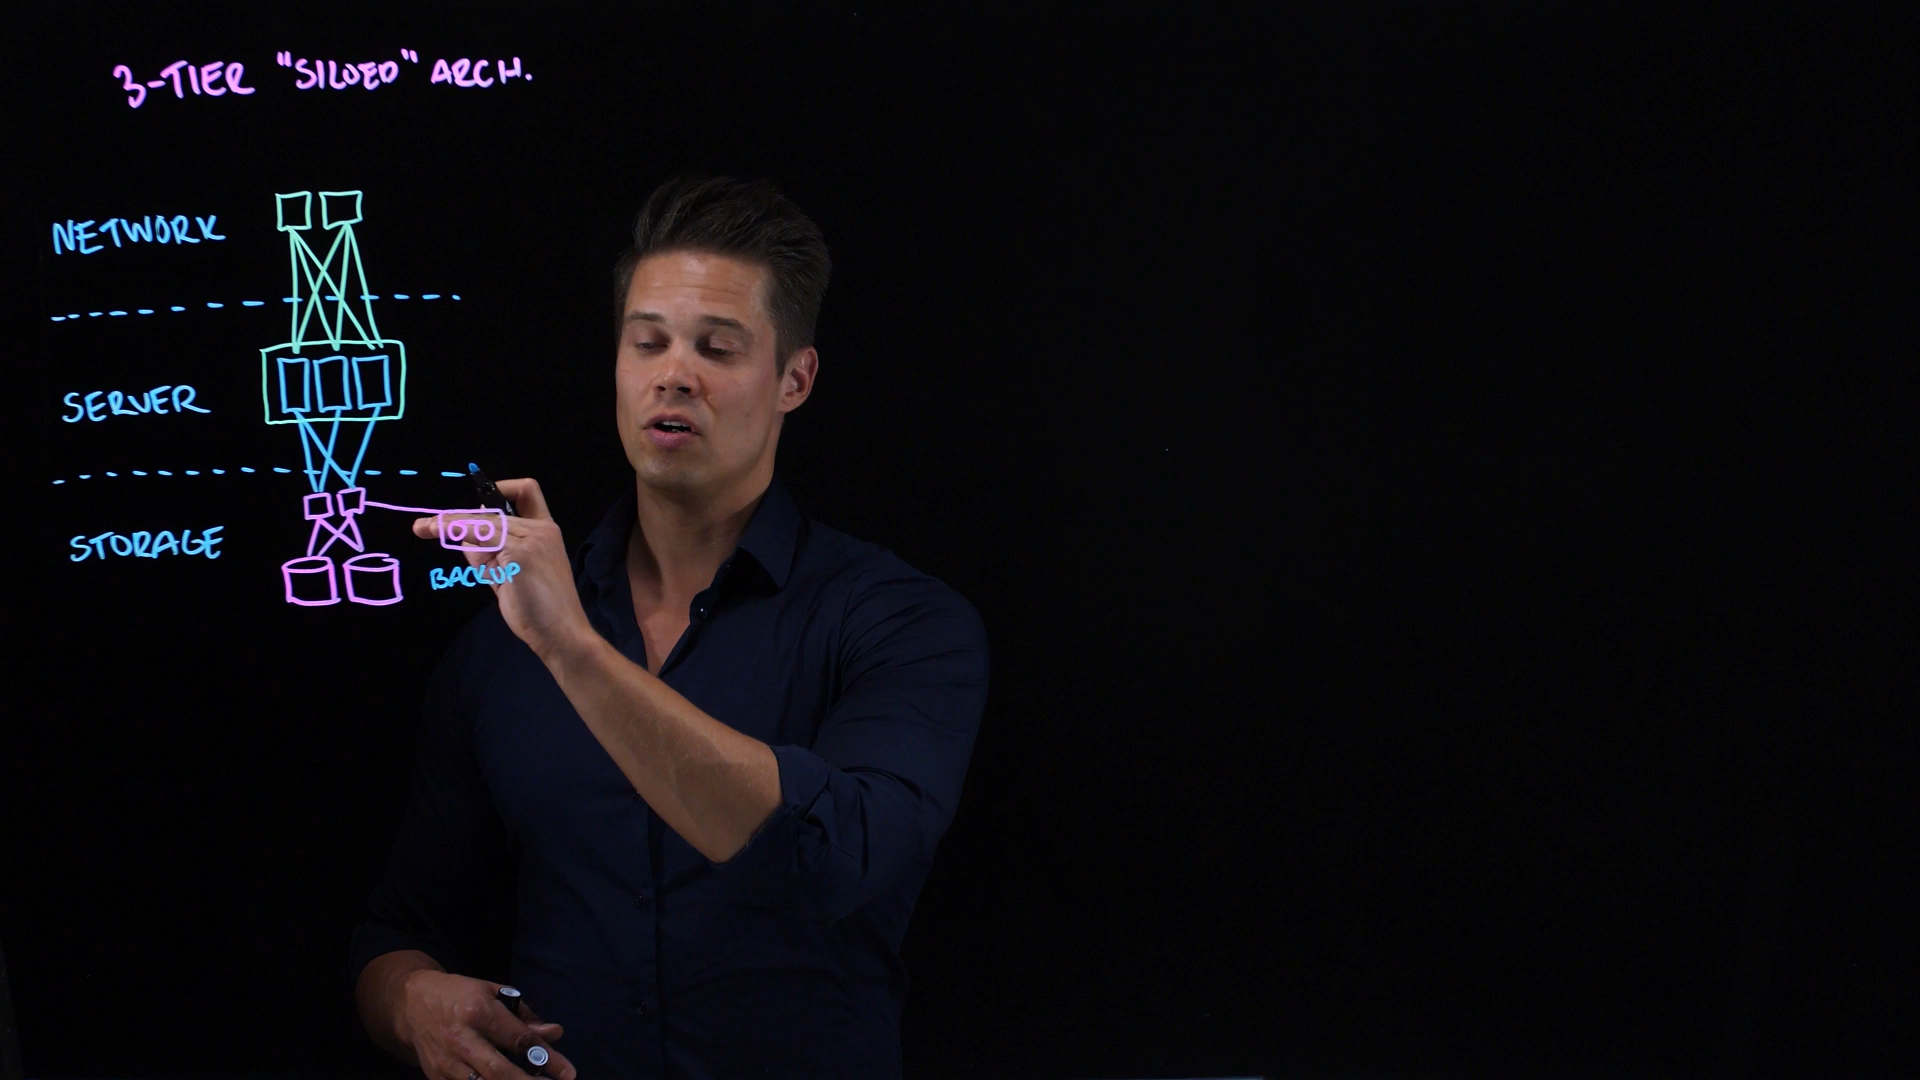 3-TIER "SILOED" ARCH.
NETWORK
SERVER
STORAGE
BACKUP